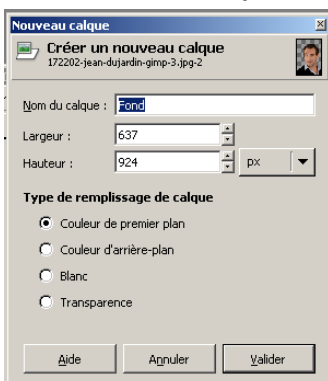 Nouveau calque
Créer un nouveau calque
172202-jean-dujardin-gimp-3.jpg-2
Nom du calque : Fond
Largeur : 637
Hauteur : 924 px
Type de remplissage de calque
Couleur de premier plan
Couleur d'arrière-plan
Blanc
Transparence
Aide Annuler Valider